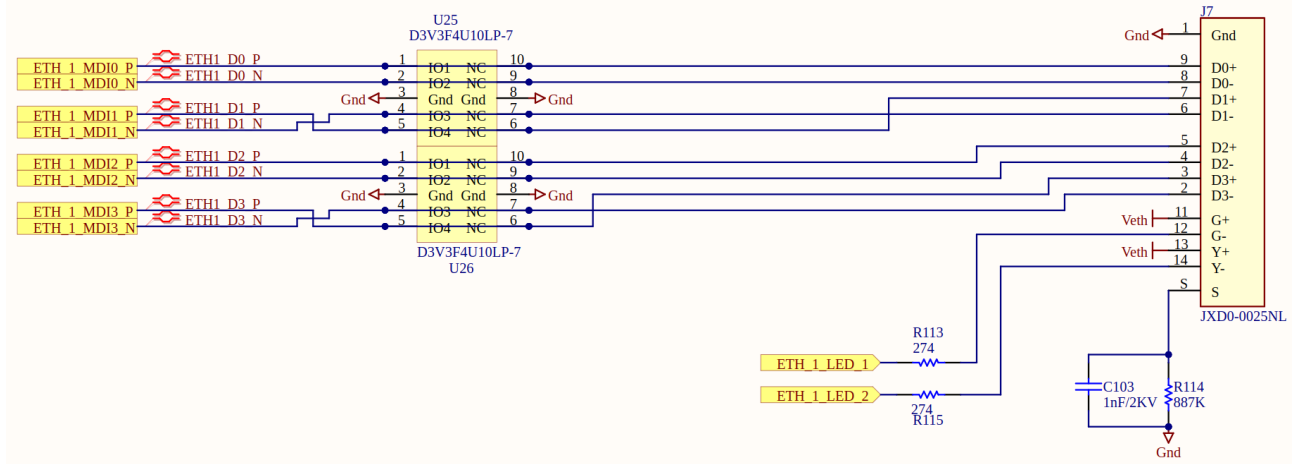 U25
D3V3F4U10LP-7
ETH_1_MDI0_P ETH1_D0_P 1 IO1 NC 10
ETH_1_MDI0_N ETH1_D0_N 2 IO2 NC 9
Gnd 3 Gnd Gnd 8 Gnd
ETH_1_MDI1_P ETH1_D1_P 4 IO3 NC 7
ETH_1_MDI1_N ETH1_D1_N 5 IO4 NC 6
ETH_1_MDI2_P ETH1_D2_P 1 IO1 NC 10
ETH_1_MDI2_N ETH1_D2_N 2 IO2 NC 9
Gnd 3 Gnd Gnd 8 Gnd
ETH_1_MDI3_P ETH1_D3_P 4 IO3 NC 7
ETH_1_MDI3_N ETH1_D3_N 5 IO4 NC 6
D3V3F4U10LP-7
U26
J7
Gnd 1 Gnd
9 D0+
8 D0-
7 D1+
6 D1-
5 D2+
4 D2-
3 D3+
2 D3-
Veth 11 G+
12 G-
Veth 13 Y+
14 Y-
S S
JXD0-0025NL
R113
274
ETH_1_LED_1
ETH_1_LED_2
274
R115
C103
1nF/2KV
R114
887K
Gnd